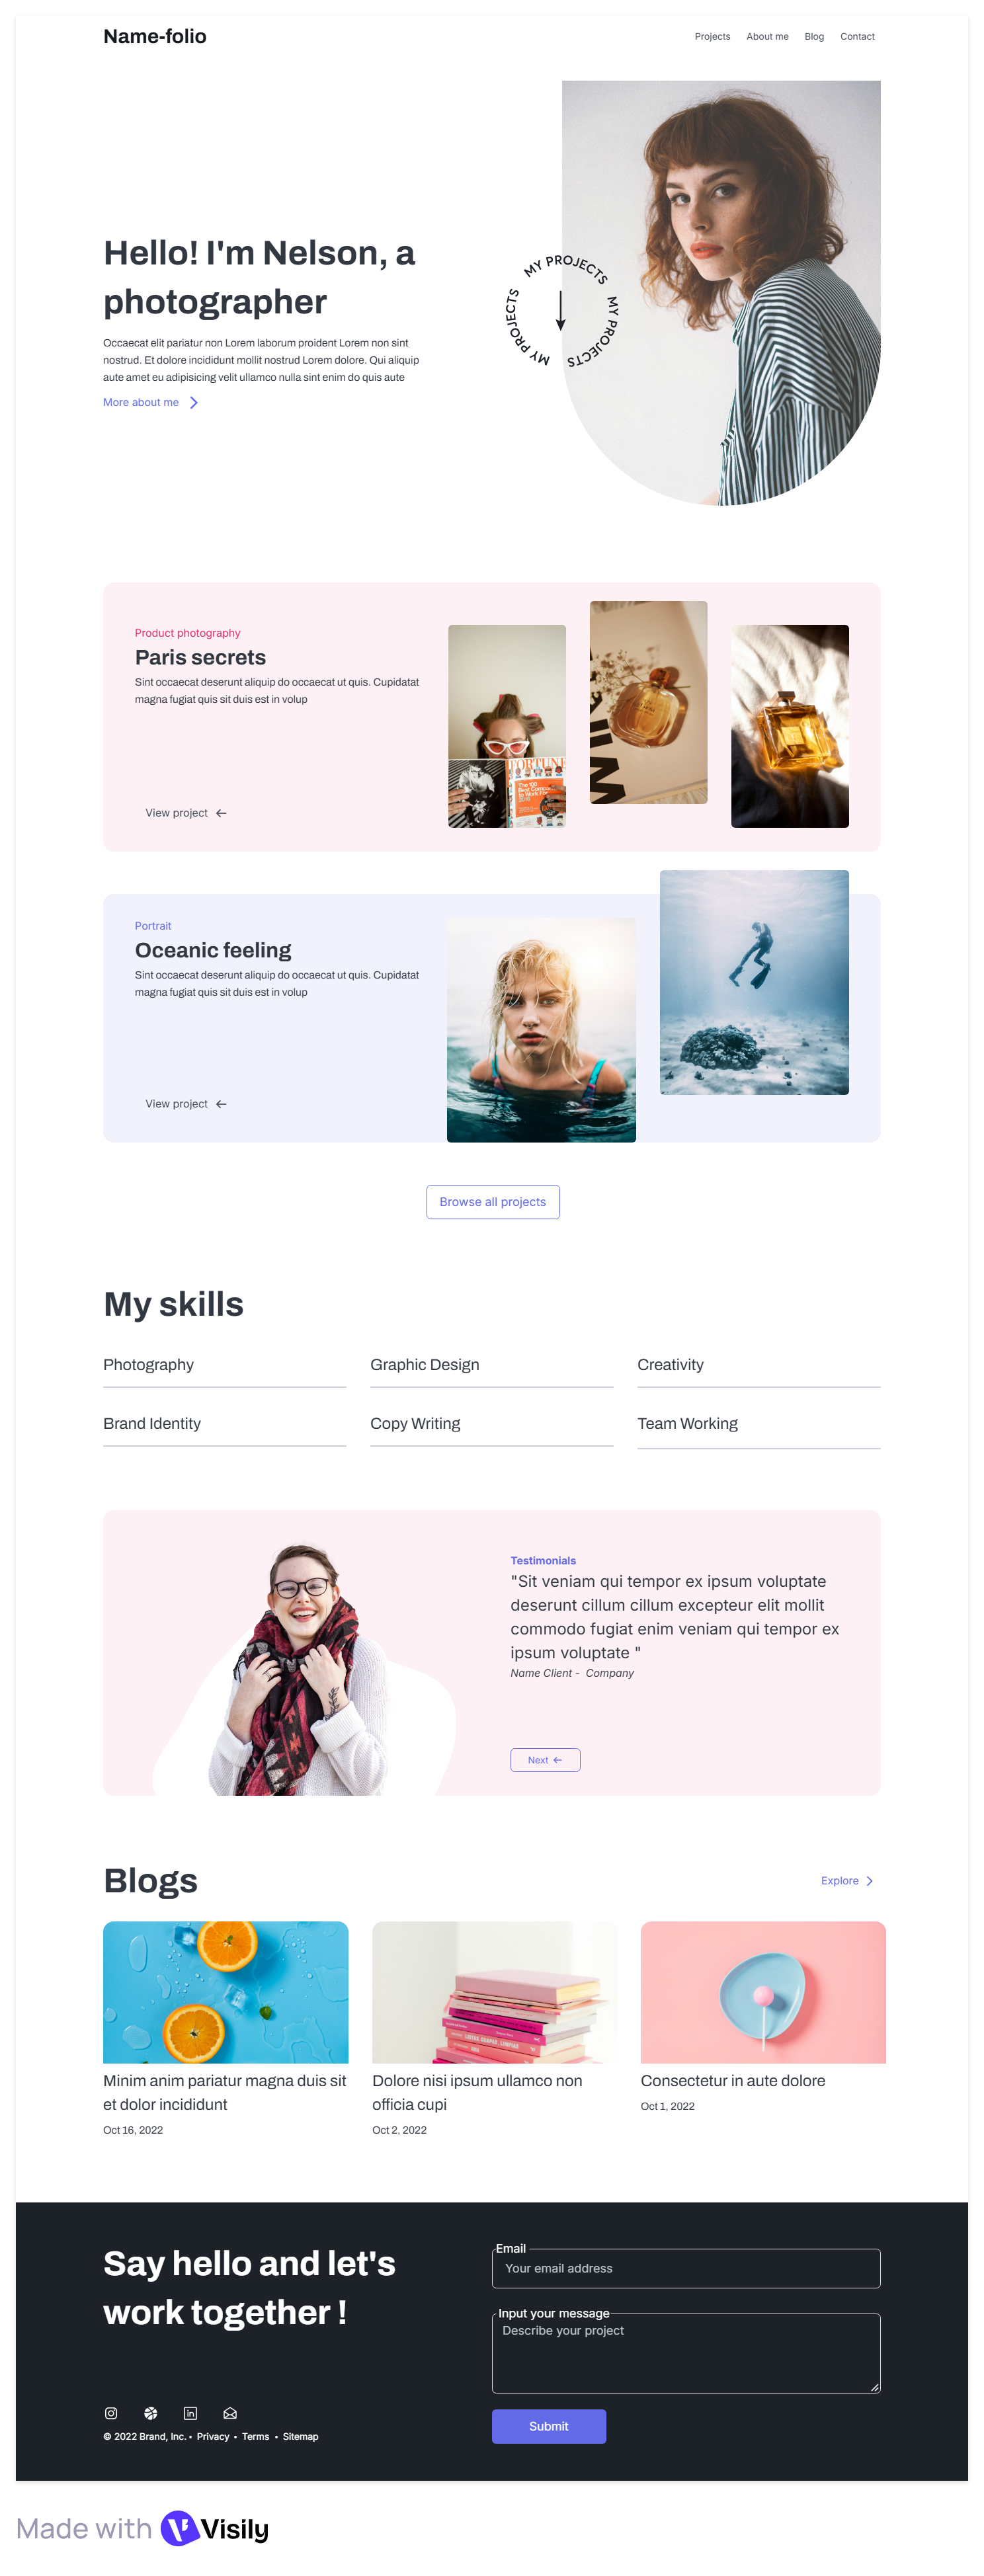 Name-folio
Projects
About me
Blog
Contact
Hello! I'm Nelson, a
photographer
Occaecat elit pariatur non Lorem laborum proident Lorem non sint
nostrud. Et dolore incididunt mollit nostrud Lorem dolore. Qui aliquip
aute amet eu adipisicing velit ullamco nulla sint enim do quis aute
More about me
MY PROJECTS MY PROJECTS MY PROJECTS
Product photography
Paris secrets
Sint occaecat deserunt aliquip do occaecat ut quis. Cupidatat
magna fugiat quis sit duis est in volup
View project
FORTUNE
The 100
Portrait
Oceanic feeling
Sint occaecat deserunt aliquip do occaecat ut quis. Cupidatat
magna fugiat quis sit duis est in volup
View project
Browse all projects
My skills
Photography
Graphic Design
Creativity
Brand Identity
Copy Writing
Team Working
Testimonials
"Sit veniam qui tempor ex ipsum voluptate
deserunt cillum cillum excepteur elit mollit
commodo fugiat enim veniam qui tempor ex
ipsum voluptate "
Name Client - Company
Next
Blogs
Explore
Minim anim pariatur magna duis sit
et dolor incididunt
Oct 16, 2022
Dolore nisi ipsum ullamco non
officia cupi
Oct 2, 2022
Consectetur in aute dolore
Oct 1, 2022
Say hello and let's
work together !
Email
Your email address
Input your message
Describe your project
Submit
© 2022 Brand, Inc. • Privacy • Terms • Sitemap
Made with Visily